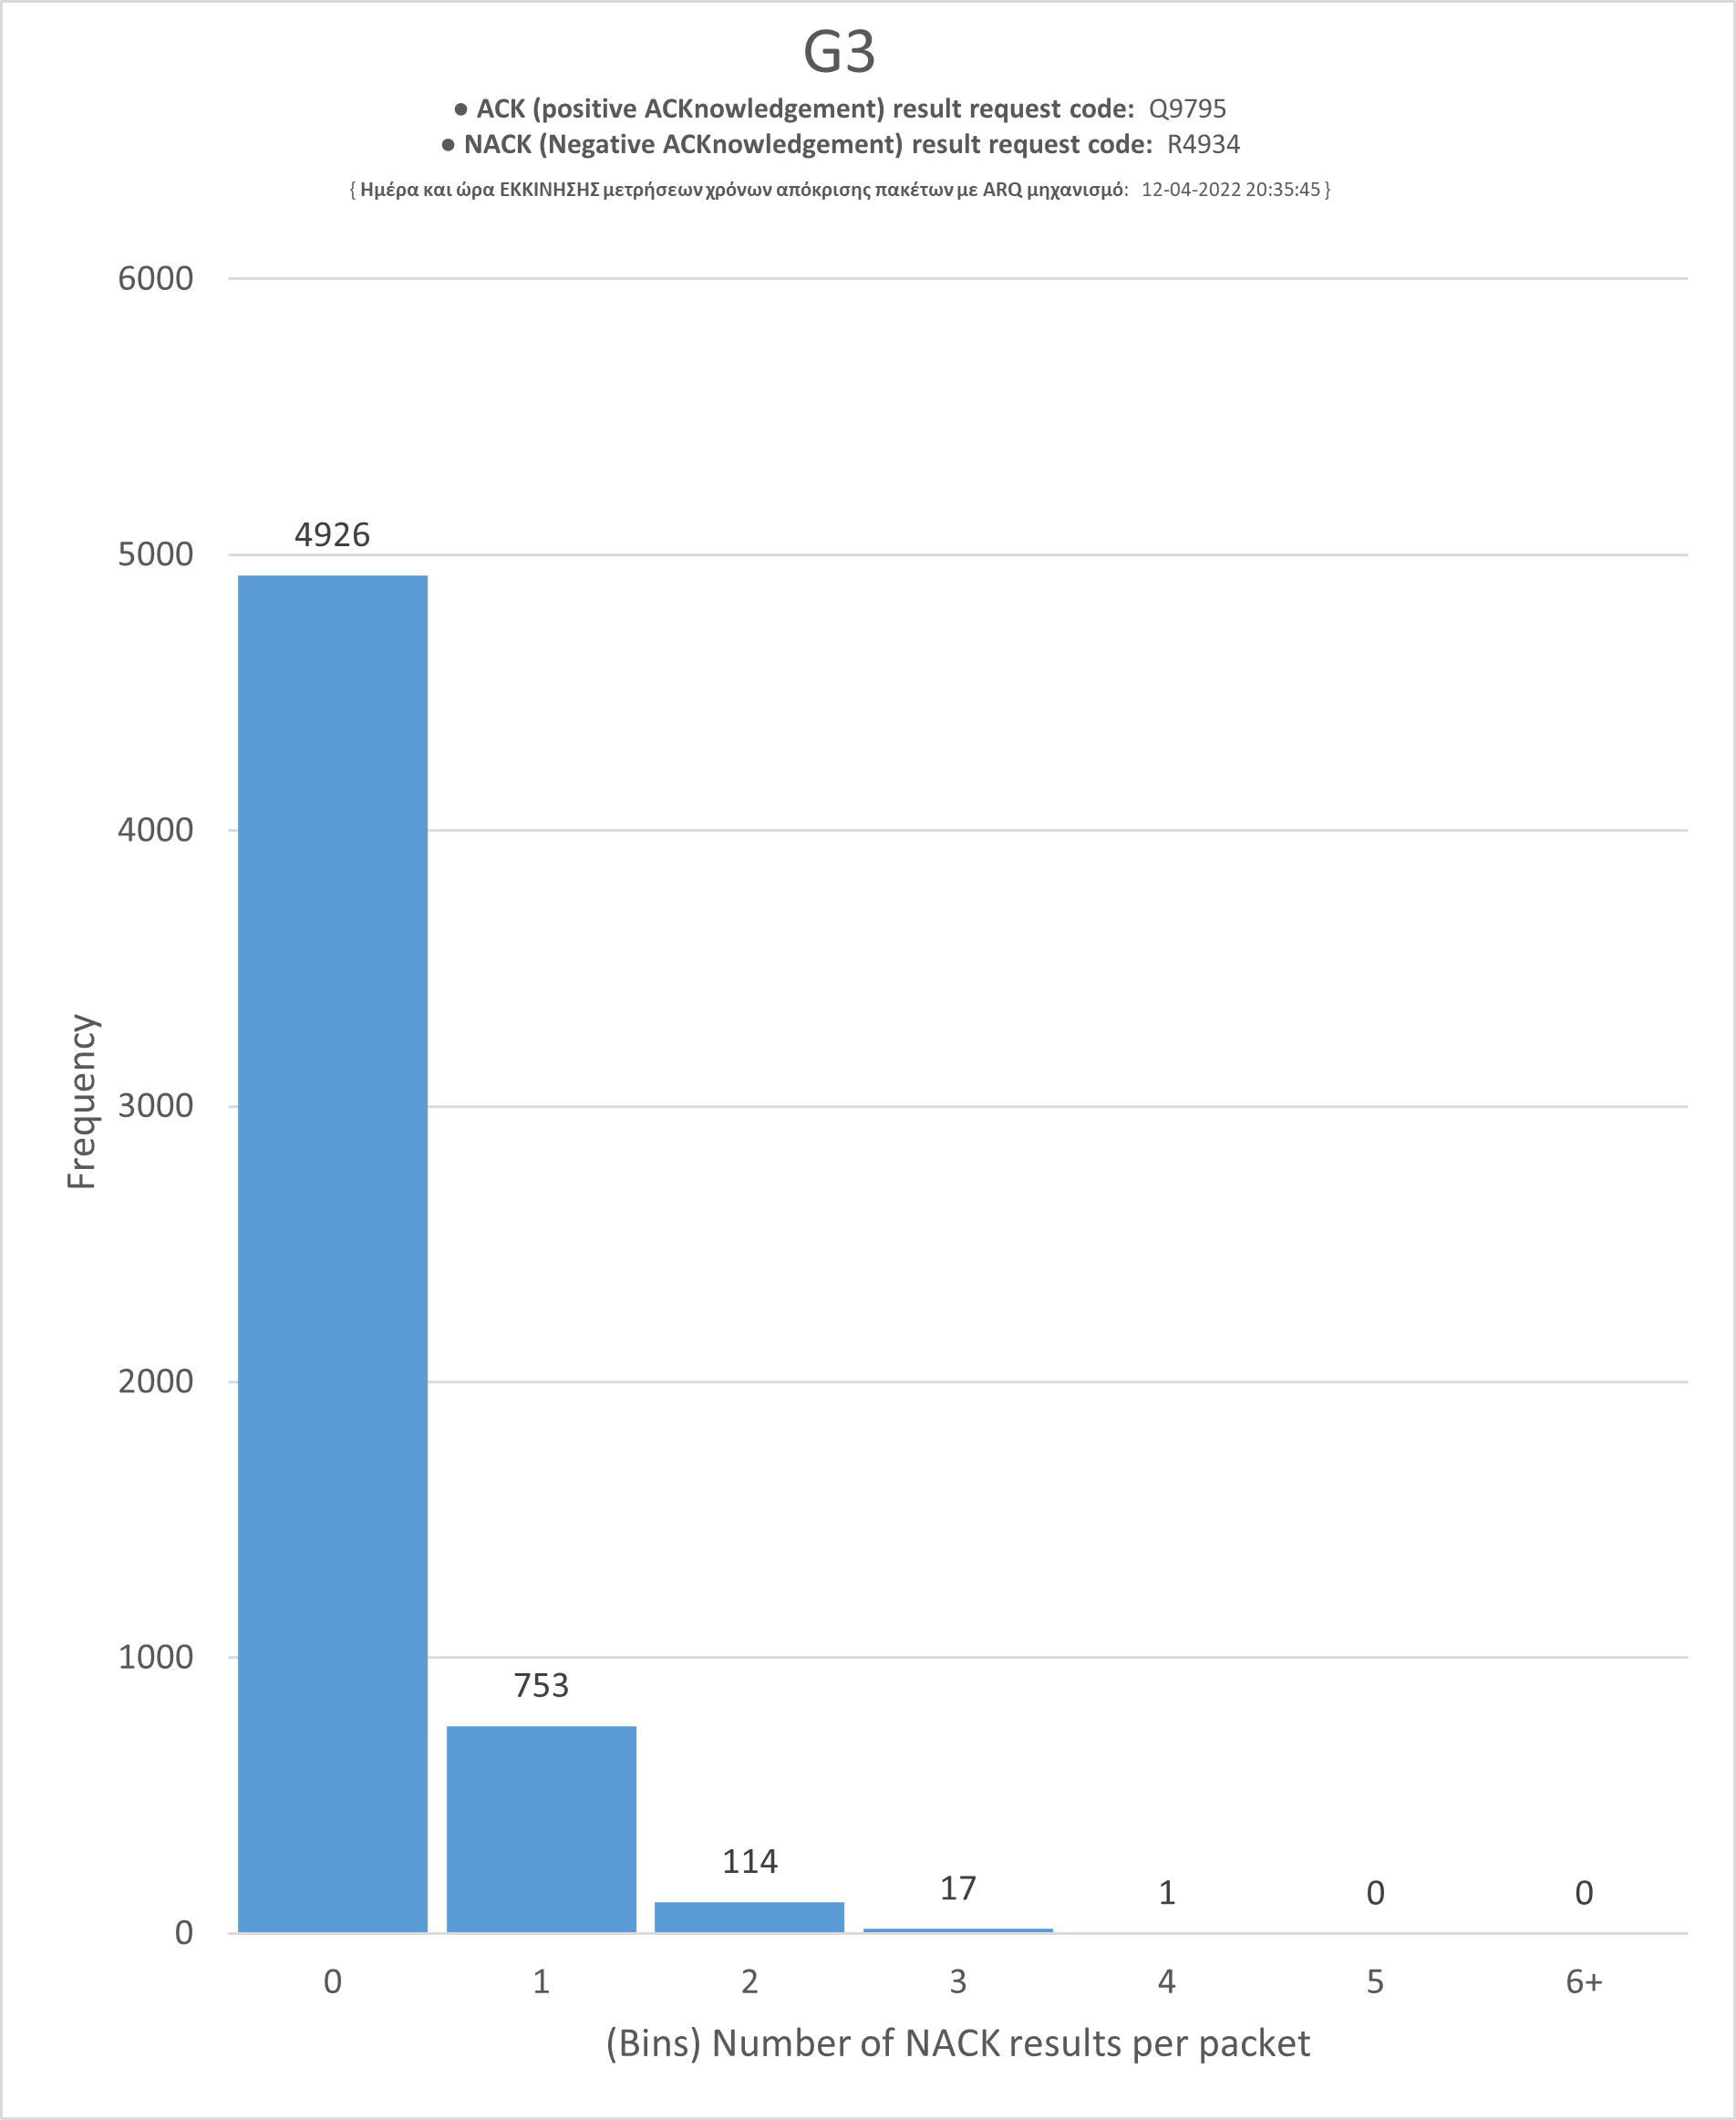 G3
● ACK (positive ACKnowledgement) result request code: Q9795
● NACK (Negative ACKnowledgement) result request code: R4934
{ Ημέρα και ώρα ΕΚΚΙΝΗΣΗΣ μετρήσεων χρόνων απόκρισης πακέτων με ARQ μηχανισμό: 12-04-2022 20:35:45 }
6000
5000
4000
3000
2000
1000
0
Frequency
4926
753
114
17
1
0
0
0 1 2 3 4 5 6+
(Bins) Number of NACK results per packet